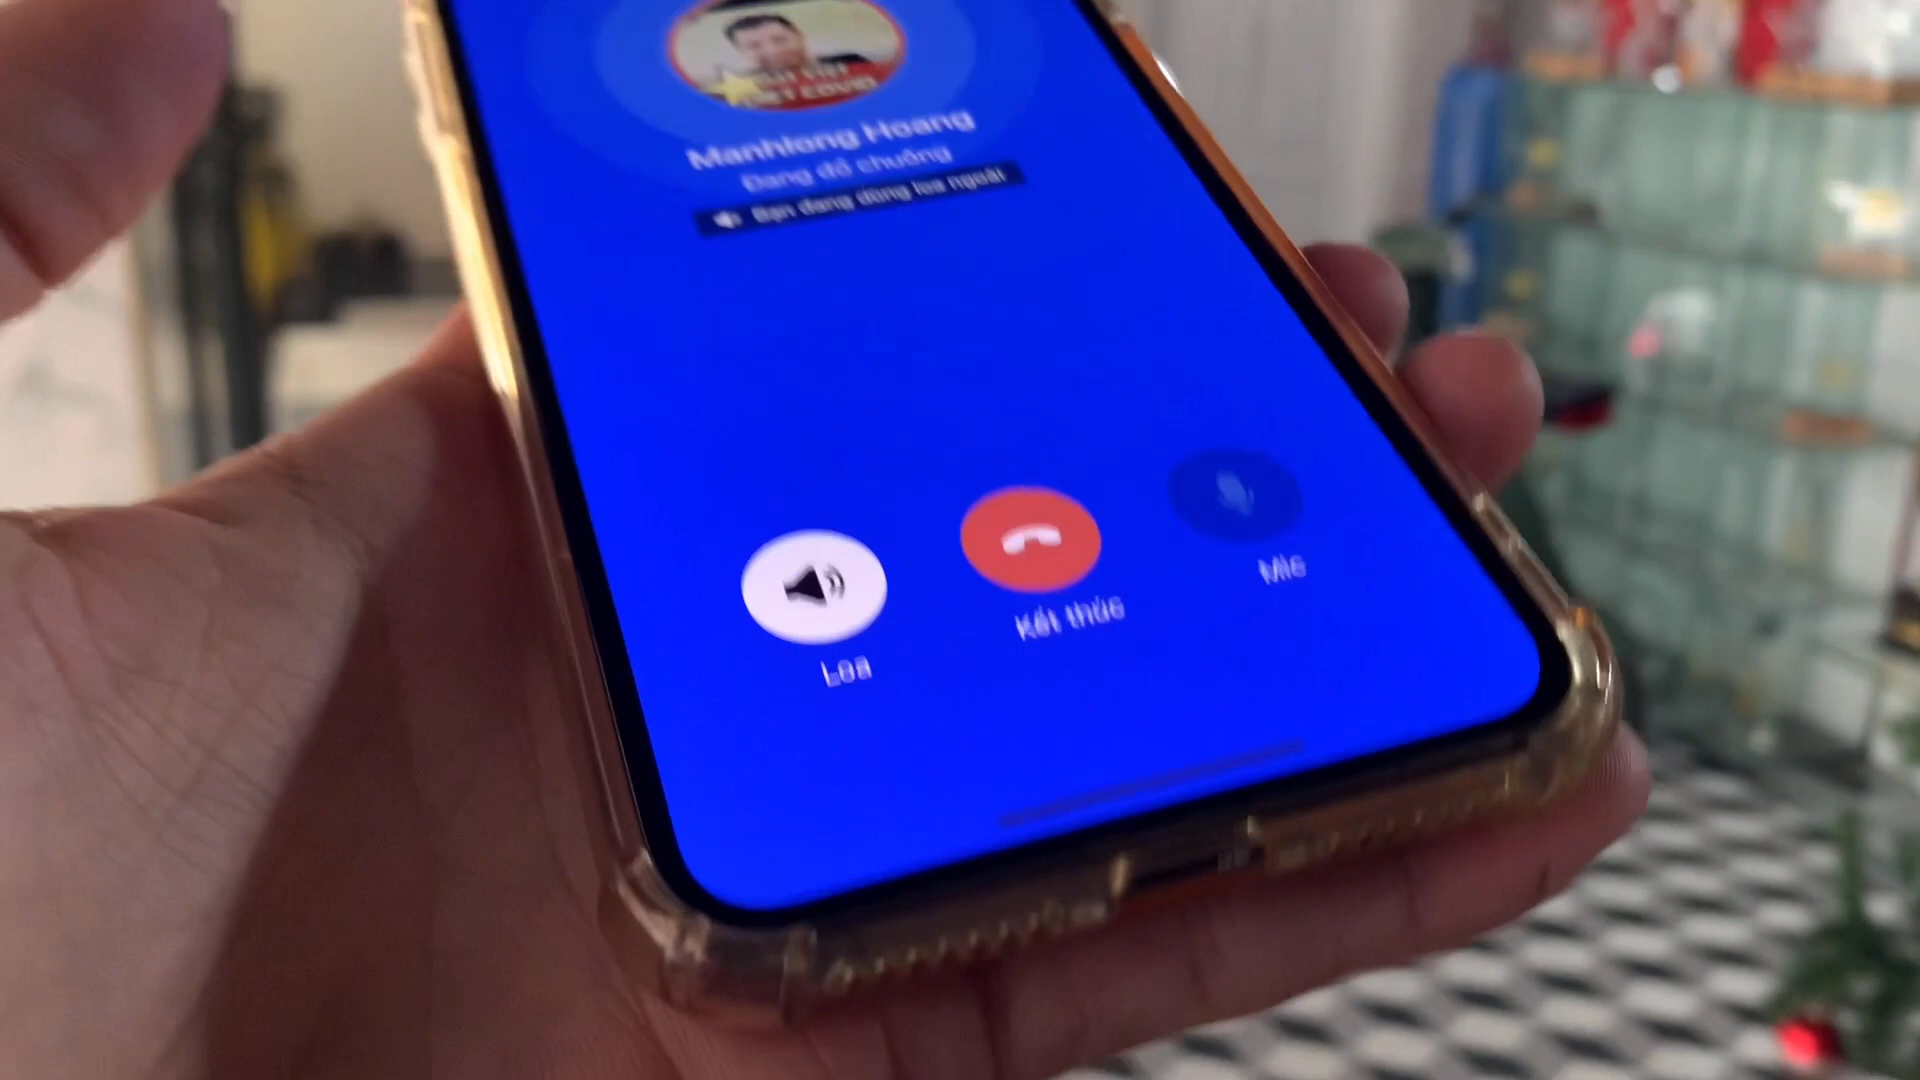 Manhlong Hoang
Đang đổ chuông
Bạn đang dùng loa ngoài
Loa
Kết thúc
Mic